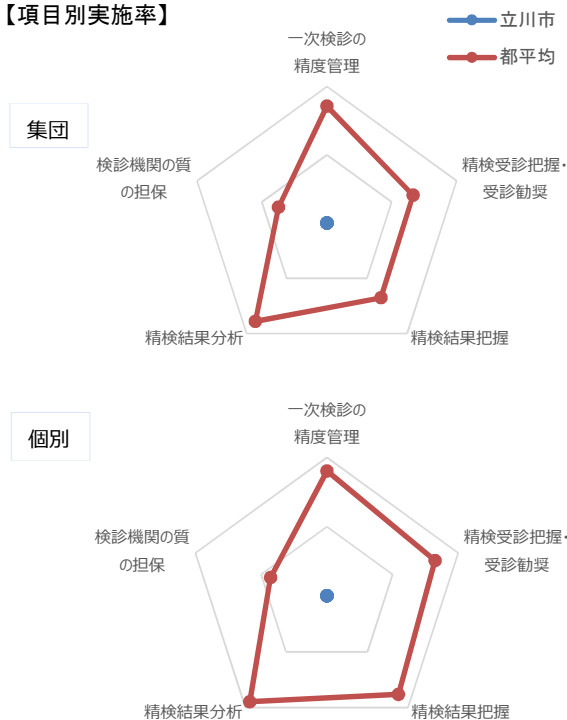 【項目別実施率】
立川市
都平均
集団
一次検診の
精度管理
精検受診把握・
受診勧奨
精検結果把握
精検結果分析
検診機関の質
の担保
個別
一次検診の
精度管理
精検受診把握・
受診勧奨
精検結果把握
精検結果分析
検診機関の質
の担保